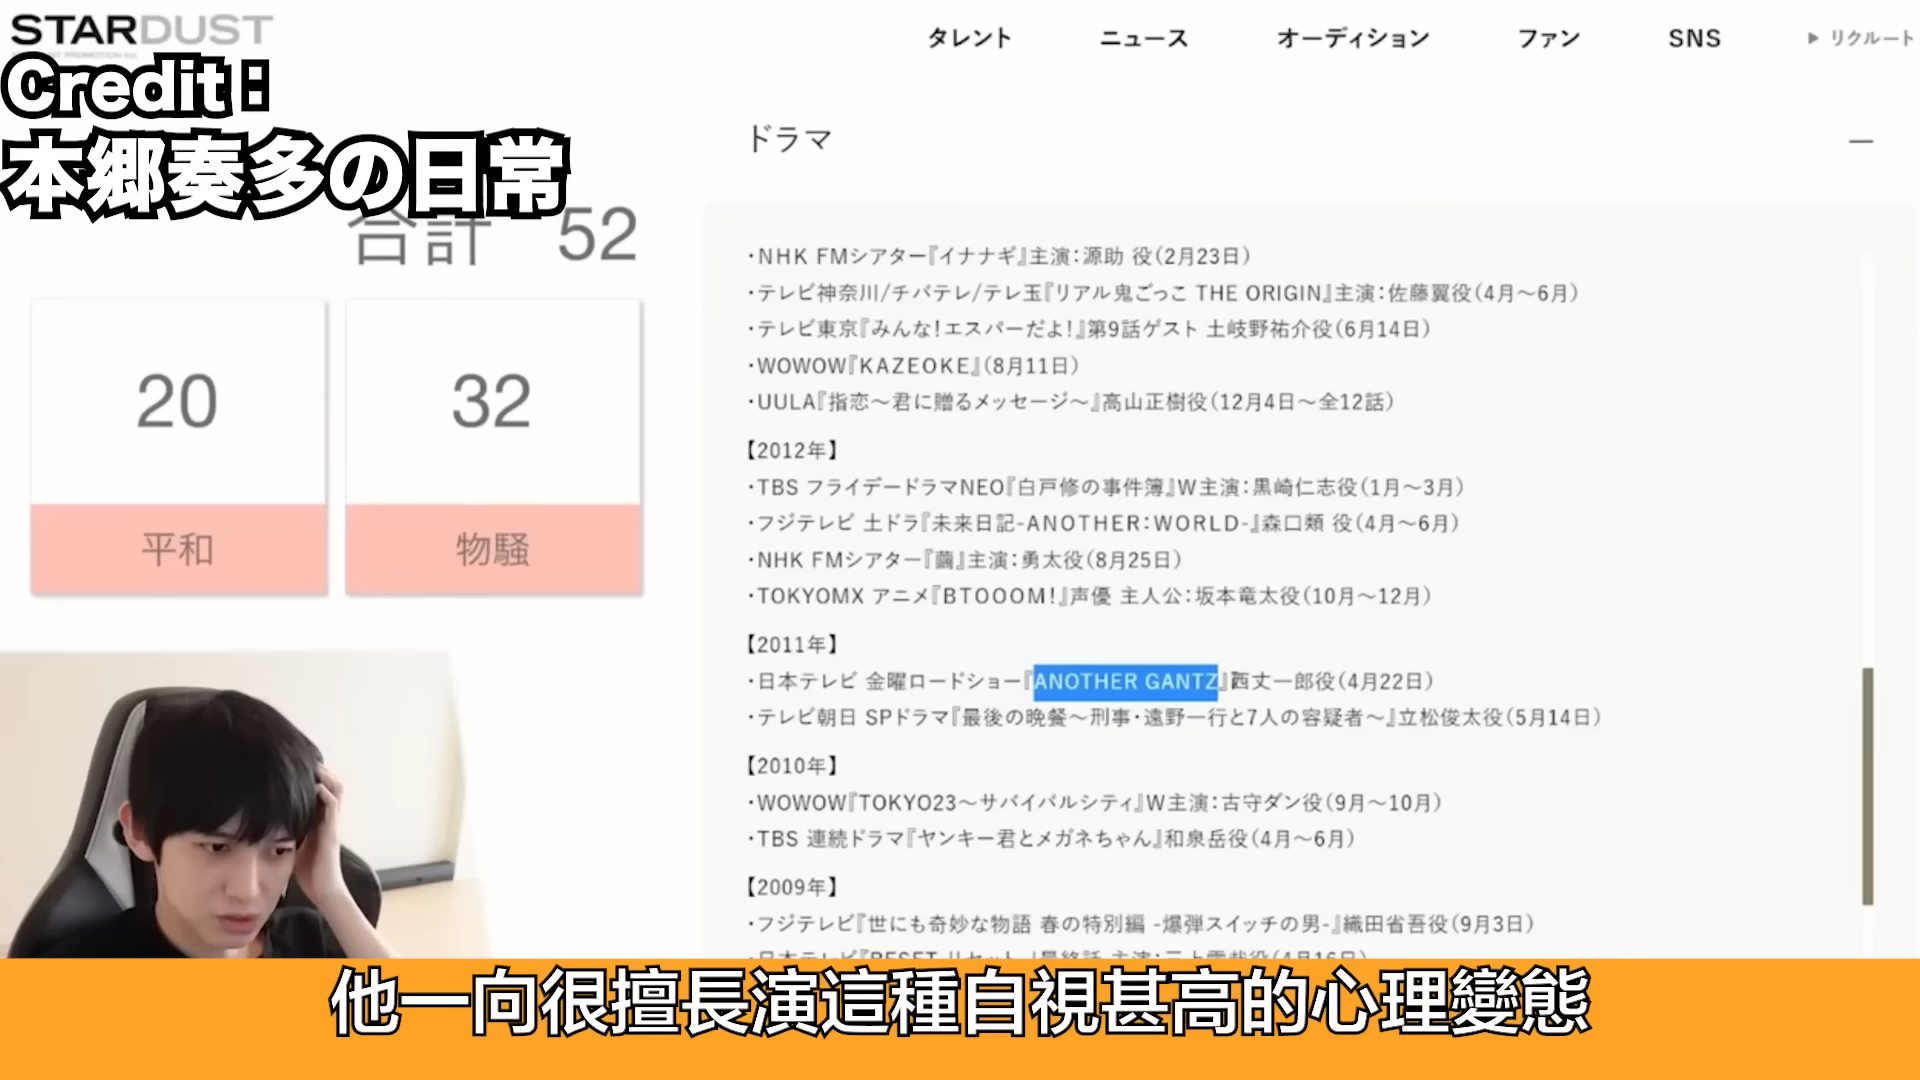 STARDUST
タレント
ニュース
オーディション
ファン
SNS
▶ リクルート
Credit：
本郷奏多の日常
合計 52
20
32
平和
物騒
ドラマ
・NHK FMシアター『イナナギ』主演：源助 役（2月23日）
・テレビ神奈川/チバテレ/テレ玉『リアル鬼ごっこ THE ORIGIN』主演：佐藤翼役（4月～6月）
・テレビ東京『みんな！エスパーだよ！』第9話ゲスト 土岐野祐介役（6月14日）
・WOWOW『KAZEOKE』（8月11日）
・UULA『指恋～君に贈るメッセージ～』高山正樹役（12月4日～全12話）
【2012年】
・TBS フライデードラマNEO『白戸修の事件簿』W主演：黒崎仁志役（1月～3月）
・フジテレビ 土ドラ『未来日記-ANOTHER：WORLD-』森口類 役（4月～6月）
・NHK FMシアター『繭』主演：勇太役（8月25日）
・TOKYOMX アニメ『BTOOOM！』声優 主人公：坂本竜太役（10月～12月）
【2011年】
・日本テレビ 金曜ロードショー『ANOTHER GANTZ』西丈一郎役（4月22日）
・テレビ朝日 SPドラマ『最後の晩餐～刑事・遠野一行と7人の容疑者～』立松俊太役（5月14日）
【2010年】
・WOWOW『TOKYO23～サバイバルシティ』W主演：古守ダン役（9月～10月）
・TBS 連続ドラマ『ヤンキー君とメガネちゃん』和泉岳役（4月～6月）
【2009年】
・フジテレビ『世にも奇妙な物語 春の特別編 -爆弾スイッチの男-』織田省吾役（9月3日）
他一向很擅長演這種自視甚高的心理變態